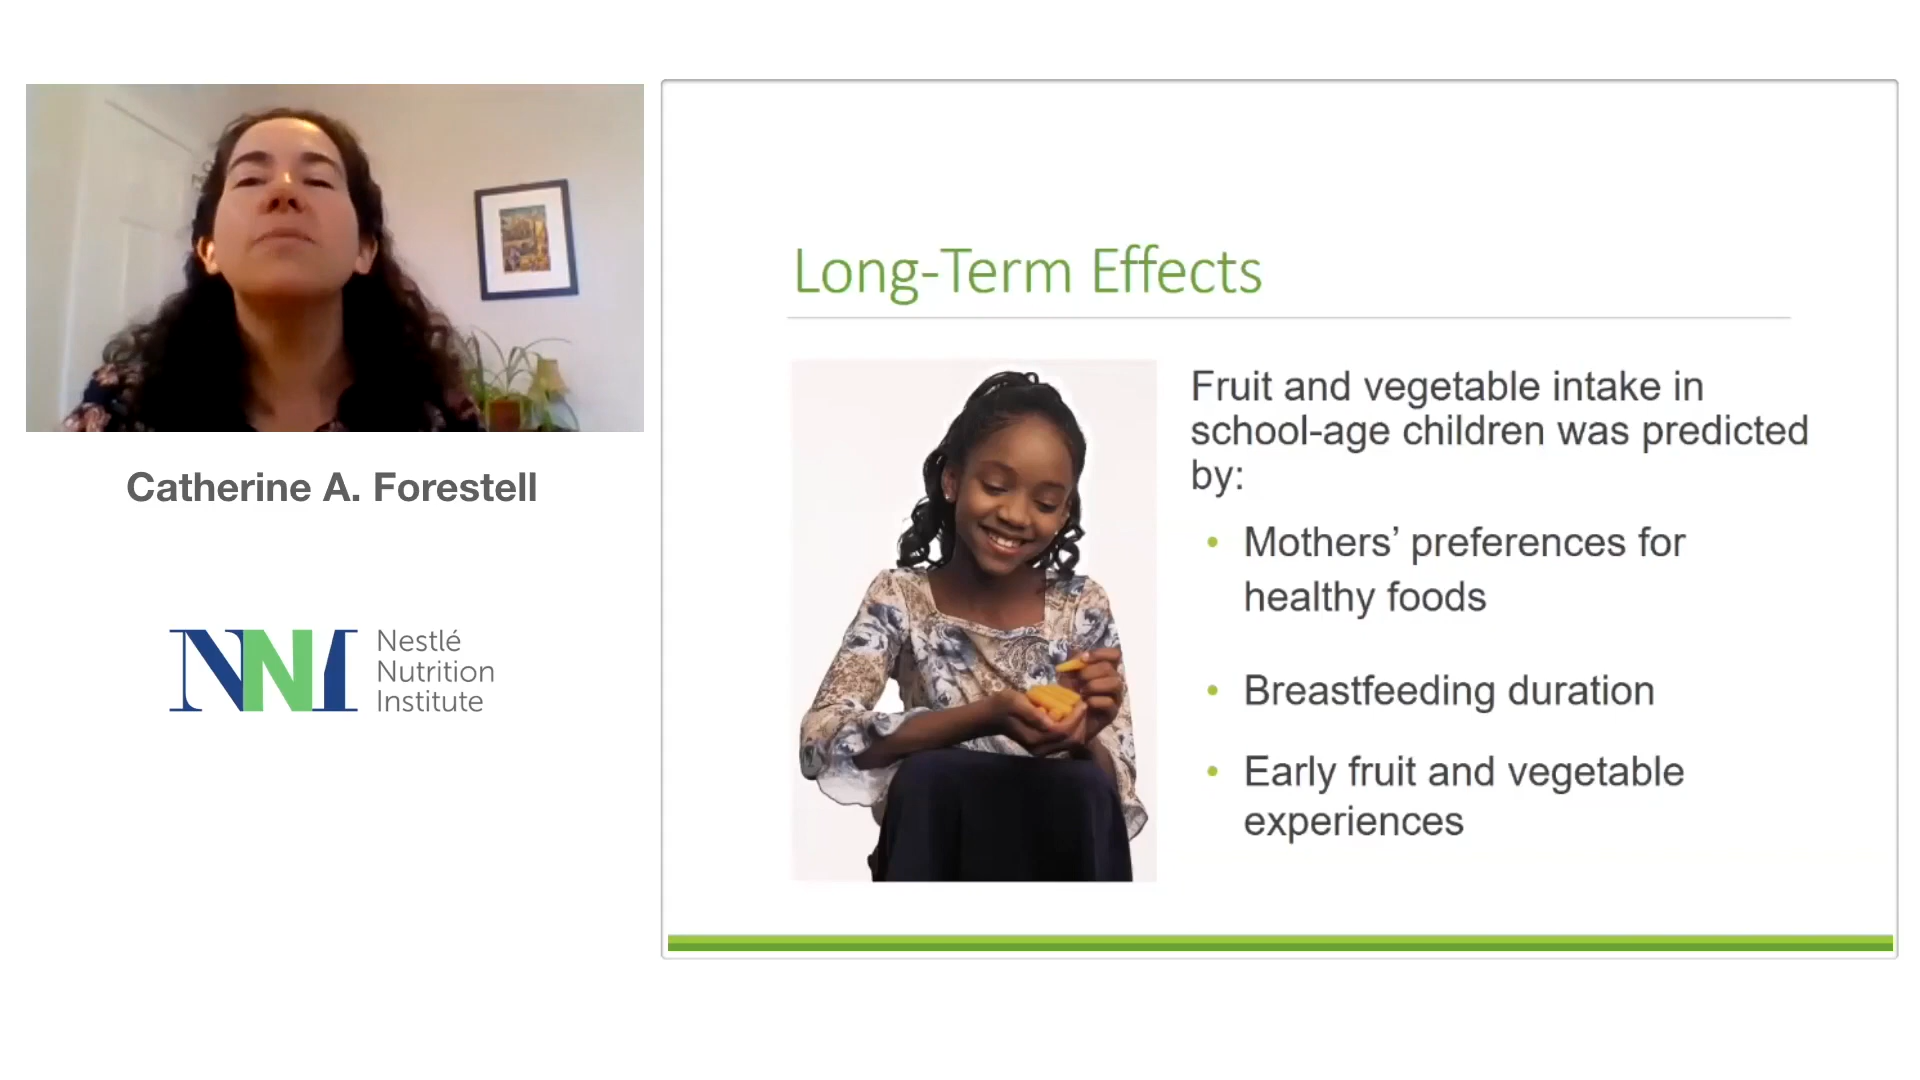 Catherine A. Forestell
NNI
Nestlé
Nutrition
Institute
Long-Term Effects
Fruit and vegetable intake in
school-age children was predicted
by:
• Mothers’ preferences for
healthy foods
• Breastfeeding duration
• Early fruit and vegetable
experiences